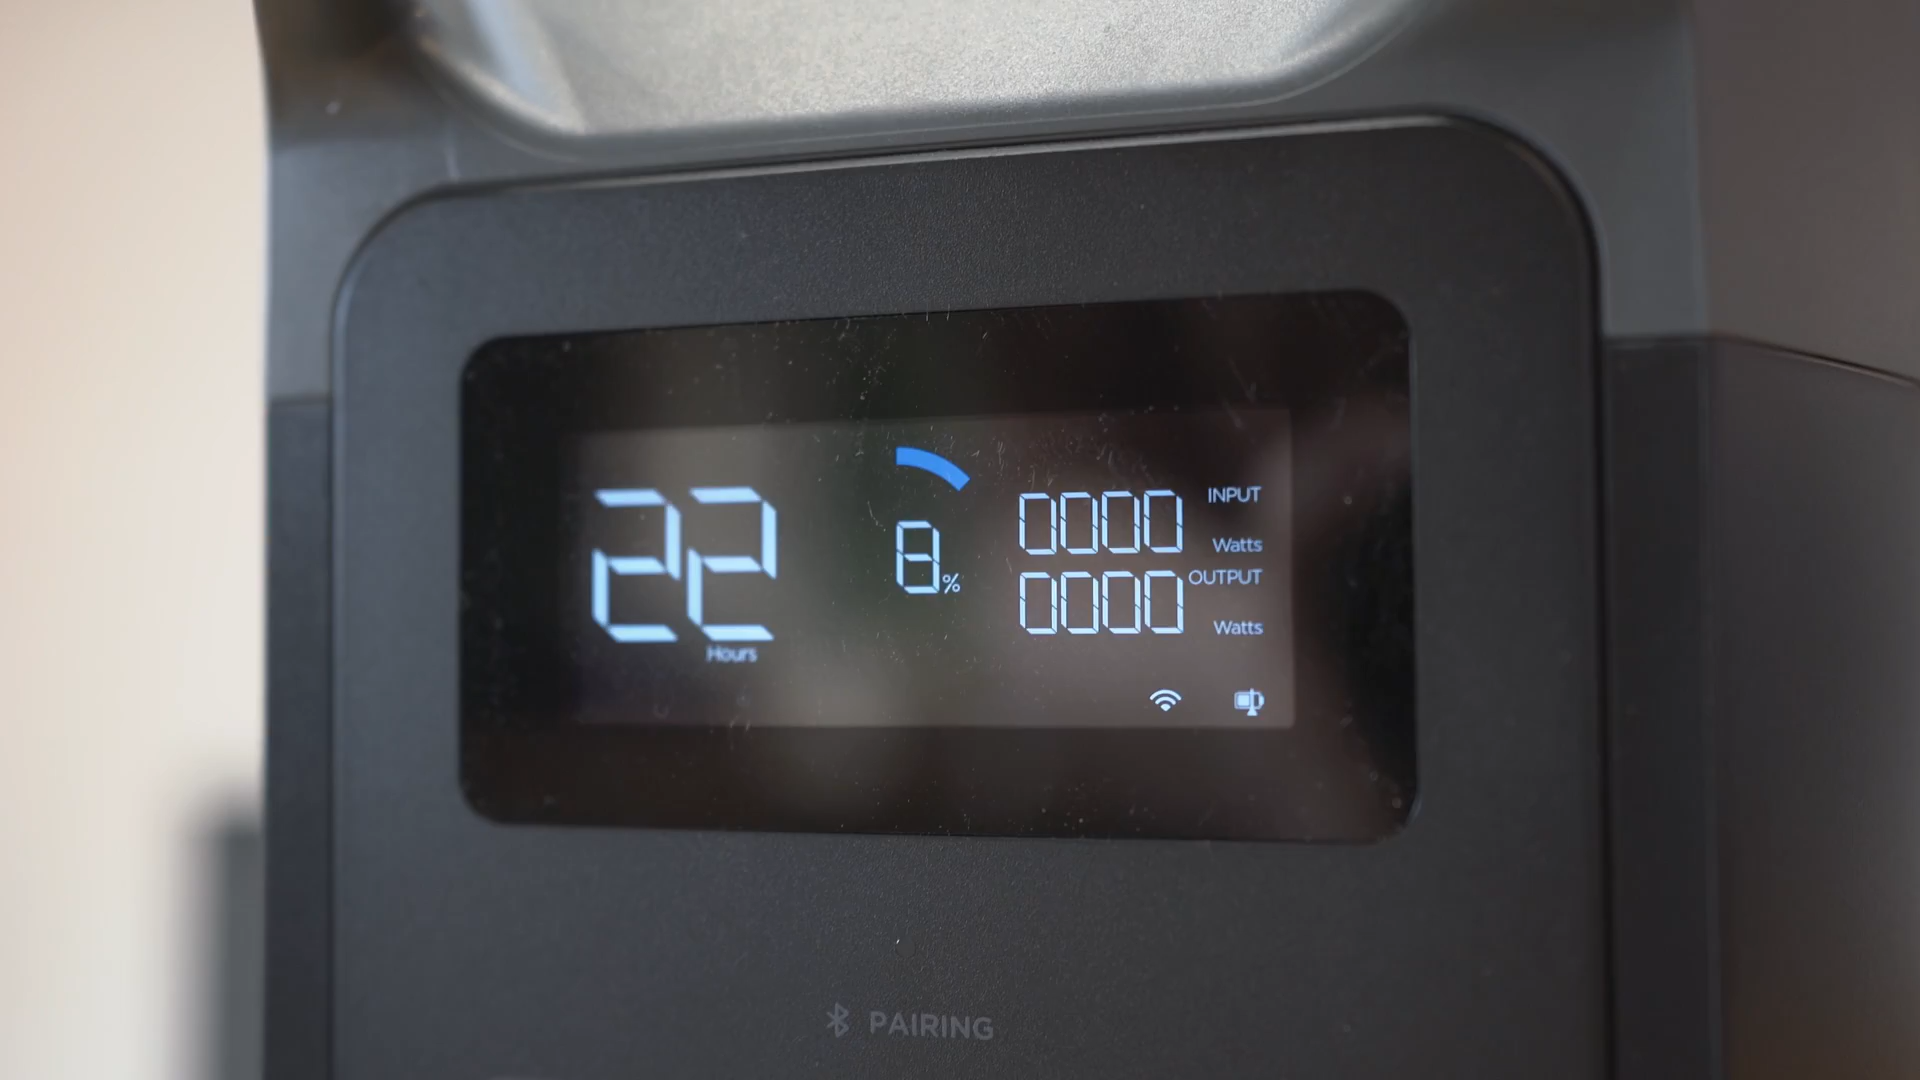 22
Hours
8%
0000 INPUT
Watts
0000 OUTPUT
Watts
PAIRING